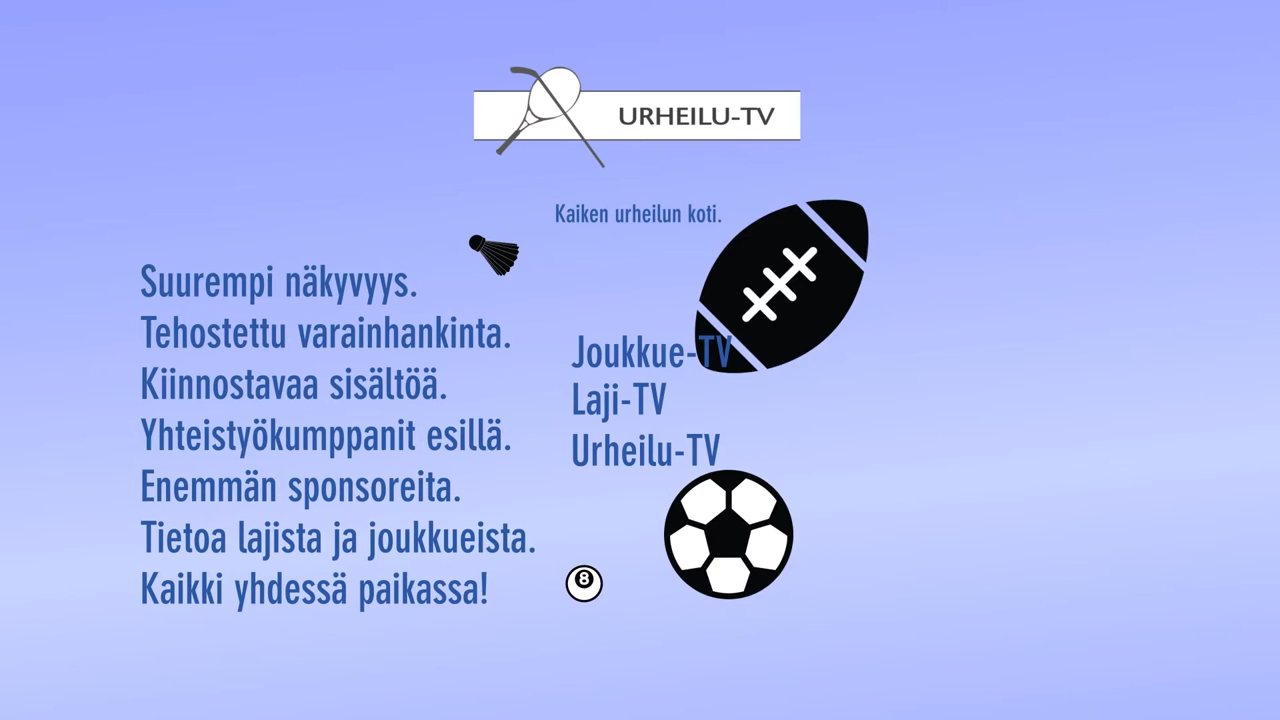 URHEILU-TV
Kaiken urheilun koti.
Suurempi näkyvyys.
Tehostettu varainhankinta.
Kiinnostavaa sisältöä.
Yhteistyökumppanit esillä.
Enemmän sponsoreita.
Tietoa lajista ja joukkueista.
Kaikki yhdessä paikassa!
Joukkue-TV
Laji-TV
Urheilu-TV
8